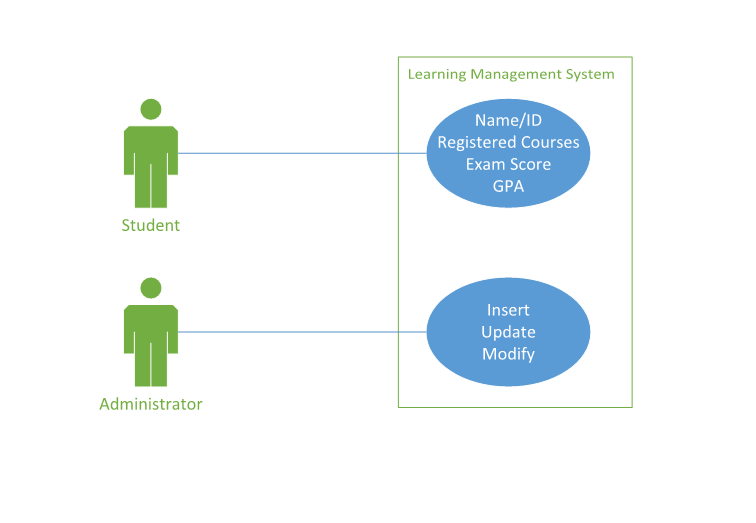 Learning Management System
Name/ID
Registered Courses
Exam Score
GPA
Student
Insert
Update
Modify
Administrator